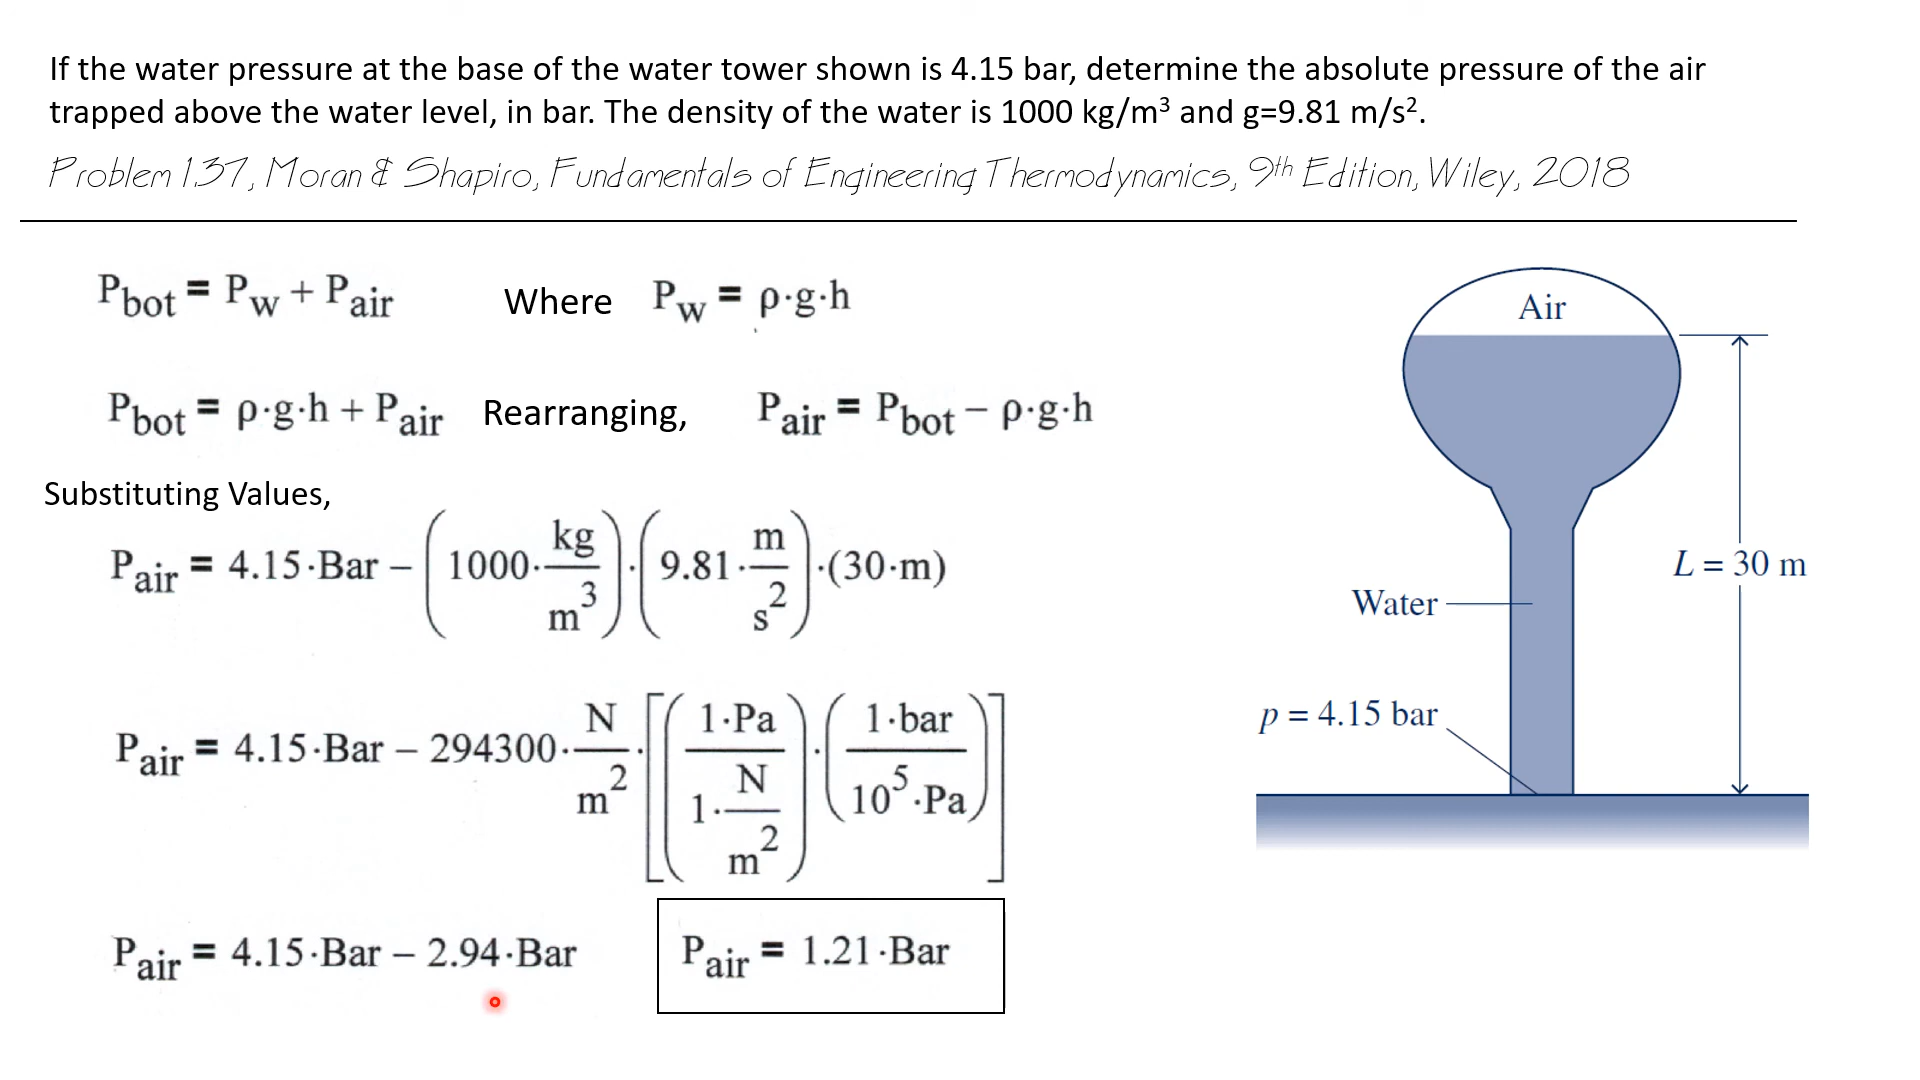 If the water pressure at the base of the water tower shown is 4.15 bar, determine the absolute pressure of the air
trapped above the water level, in bar. The density of the water is 1000 kg/m³ and g=9.81 m/s².
Problem 1.37, Moran & Shapiro, Fundamentals of Engineering Thermodynamics, 9th Edition, Wiley, 2018
Pbot = Pw + Pair Where Pw = ρ·g·h
Pbot = ρ·g·h + Pair Rearranging, Pair = Pbot − ρ·g·h
Substituting Values,
Pair = 4.15·Bar − (1000·kg/m³)·(9.81·m/s²)·(30·m)
Pair = 4.15·Bar − 294300·N/m²·[(1·Pa/1·N/m²)·(1·bar/10⁵·Pa)]
Pair = 4.15·Bar − 2.94·Bar
Pair = 1.21·Bar
Air
L = 30 m
Water
p = 4.15 bar